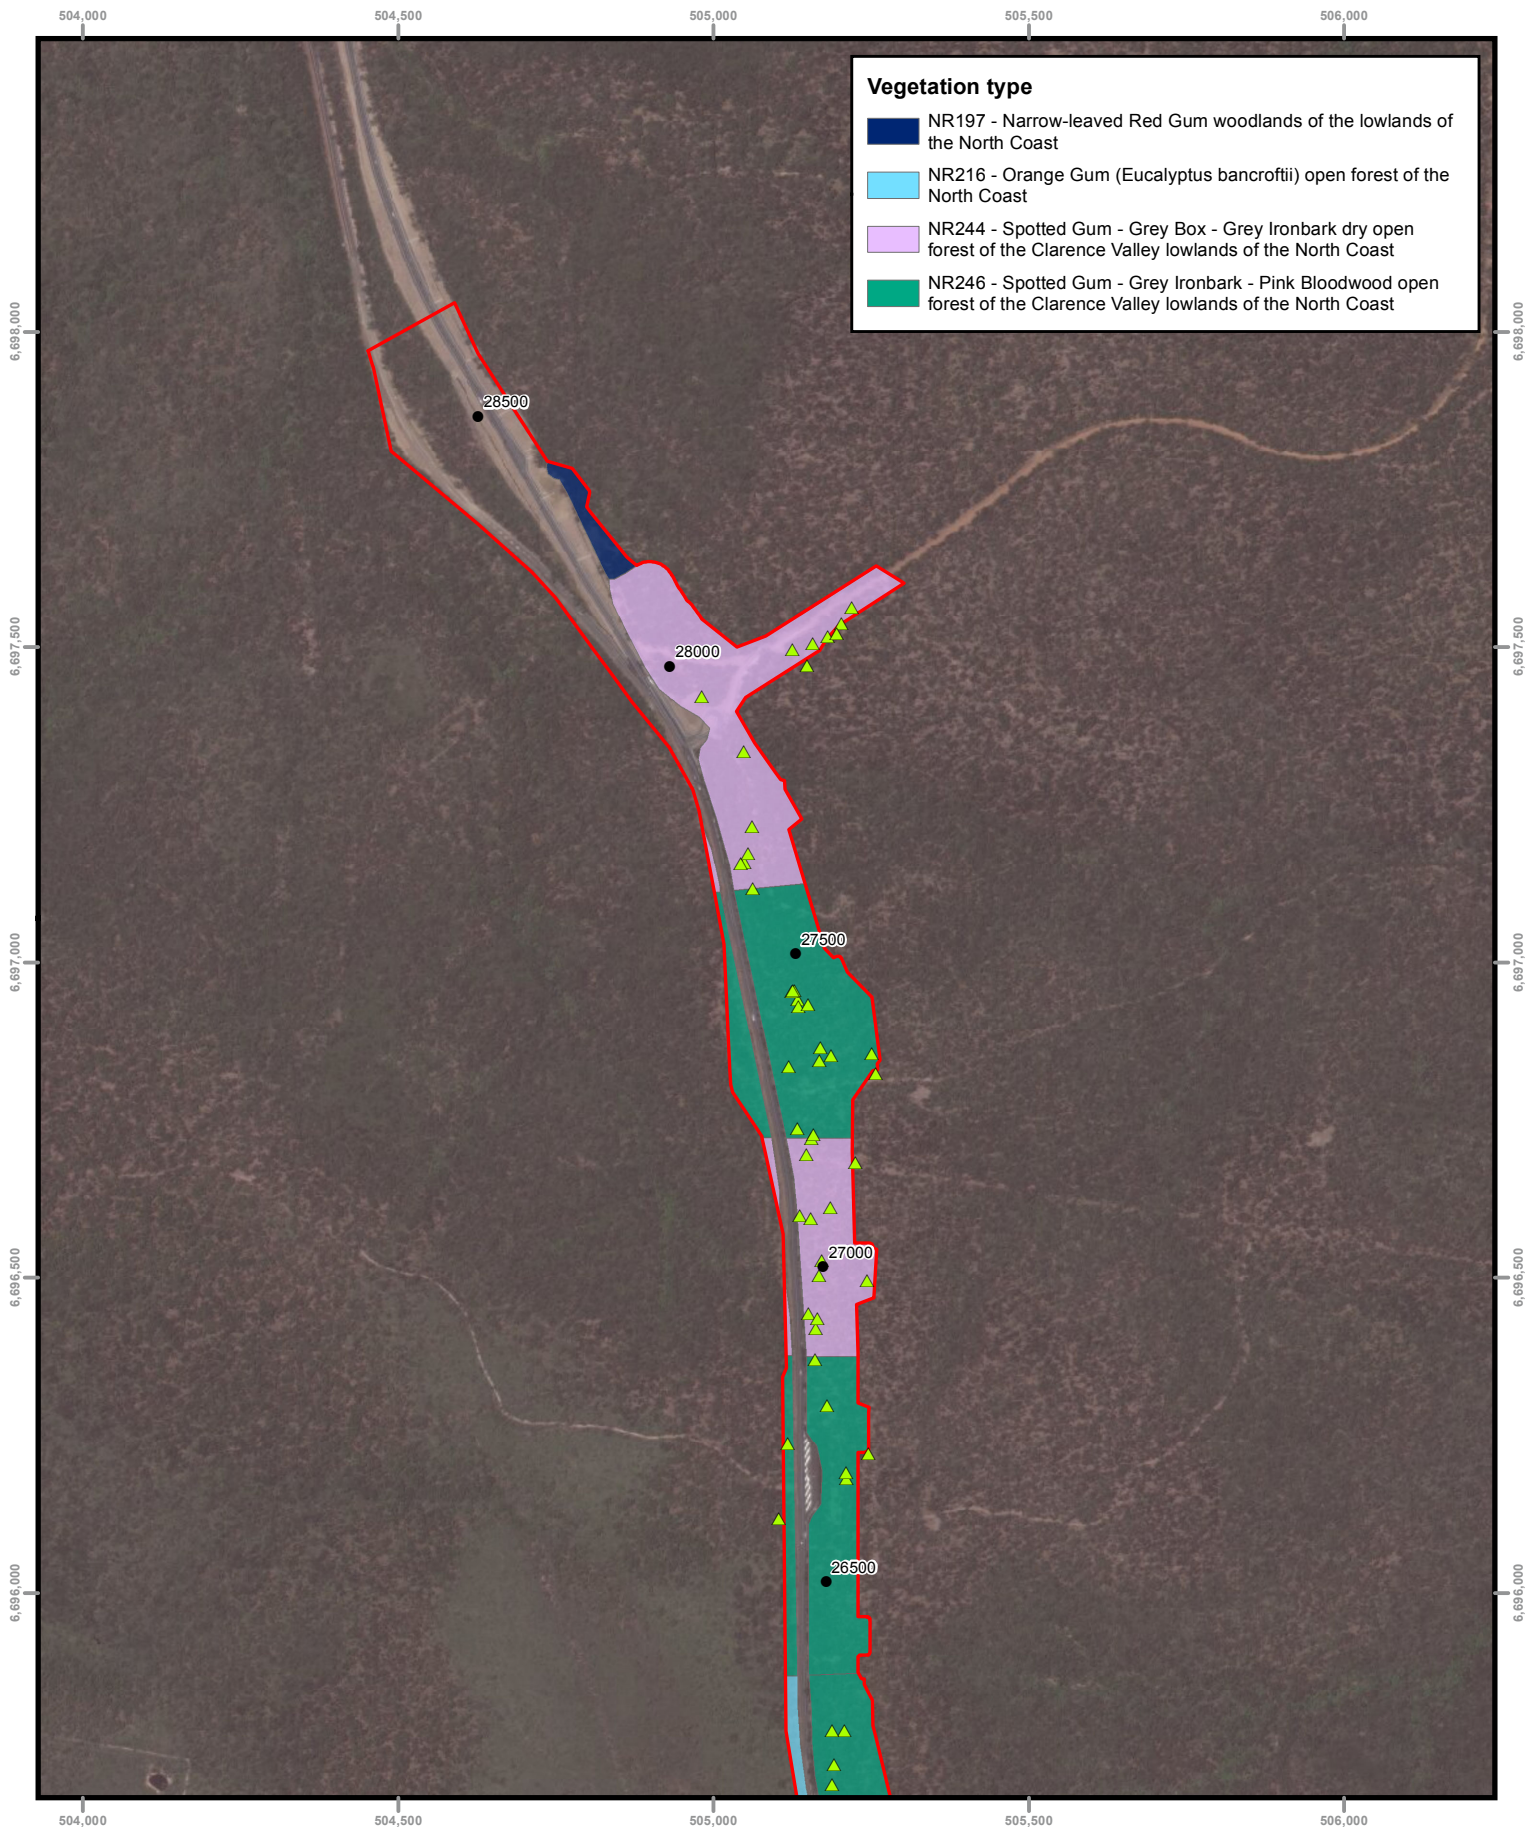 504,000
504,500
505,000
505,500
506,000
Vegetation type
NR197 - Narrow-leaved Red Gum woodlands of the lowlands of
the North Coast
NR216 - Orange Gum (Eucalyptus bancroftii) open forest of the
North Coast
NR244 - Spotted Gum - Grey Box - Grey Ironbark dry open
forest of the Clarence Valley lowlands of the North Coast
NR246 - Spotted Gum - Grey Ironbark - Pink Bloodwood open
forest of the Clarence Valley lowlands of the North Coast
6,698,000
6,698,000
28500
6,697,500
6,697,500
28000
27500
6,697,000
6,697,000
27000
6,696,500
6,696,500
26500
6,696,000
6,696,000
504,000
504,500
505,000
505,500
506,000